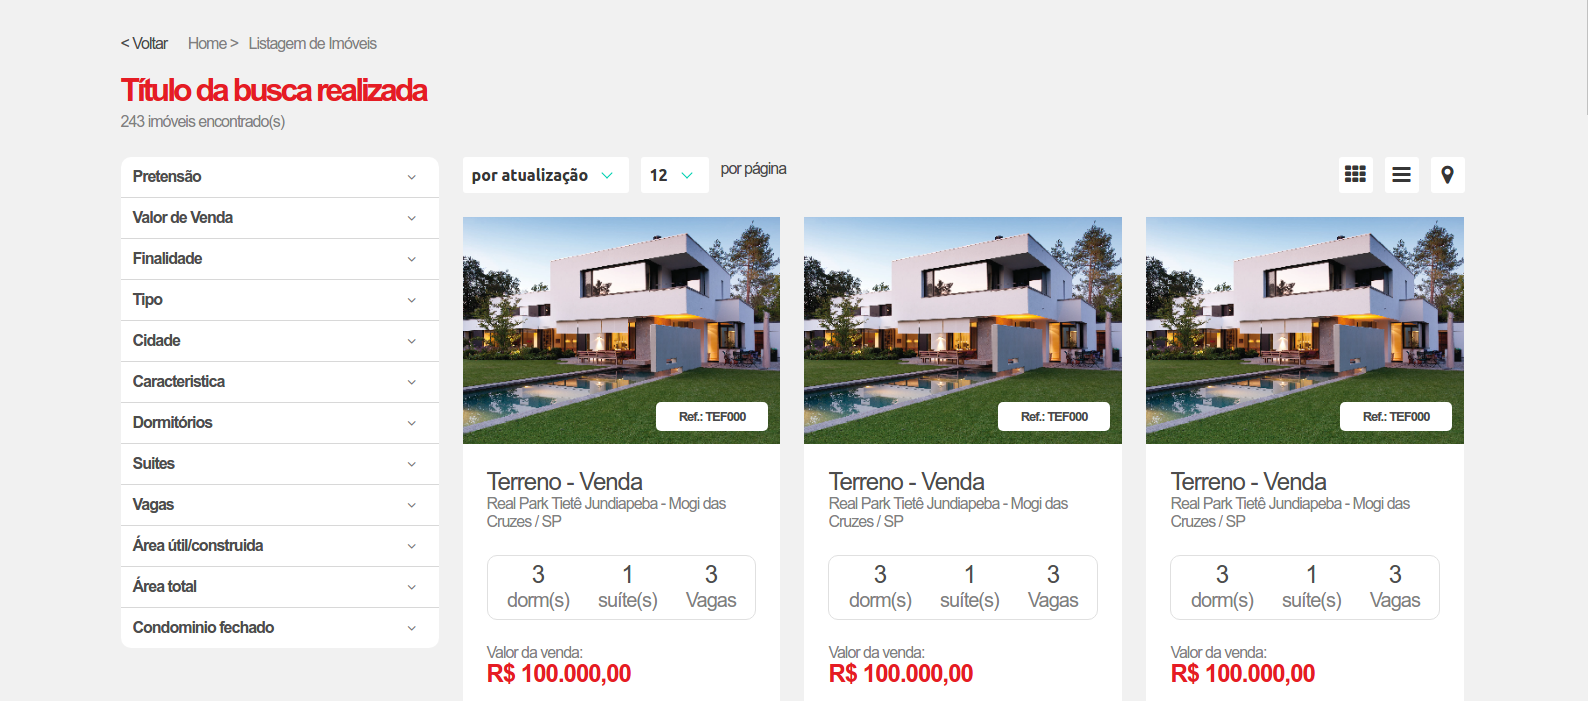 < Voltar Home > Listagem de Imóveis
Título da busca realizada
243 imóveis encontrado(s)
Pretensão
Valor de Venda
Finalidade
Tipo
Cidade
Caracteristica
Dormitórios
Suites
Vagas
Área útil/construida
Área total
Condominio fechado
por atualização 12 por página
Ref.: TEF000
Terreno - Venda
Real Park Tietê Jundiapeba - Mogi das
Cruzes / SP
3 1 3
dorm(s) suíte(s) Vagas
Valor da venda:
R$ 100.000,00
Ref.: TEF000
Terreno - Venda
Real Park Tietê Jundiapeba - Mogi das
Cruzes / SP
3 1 3
dorm(s) suíte(s) Vagas
Valor da venda:
R$ 100.000,00
Ref.: TEF000
Terreno - Venda
Real Park Tietê Jundiapeba - Mogi das
Cruzes / SP
3 1 3
dorm(s) suíte(s) Vagas
Valor da venda:
R$ 100.000,00